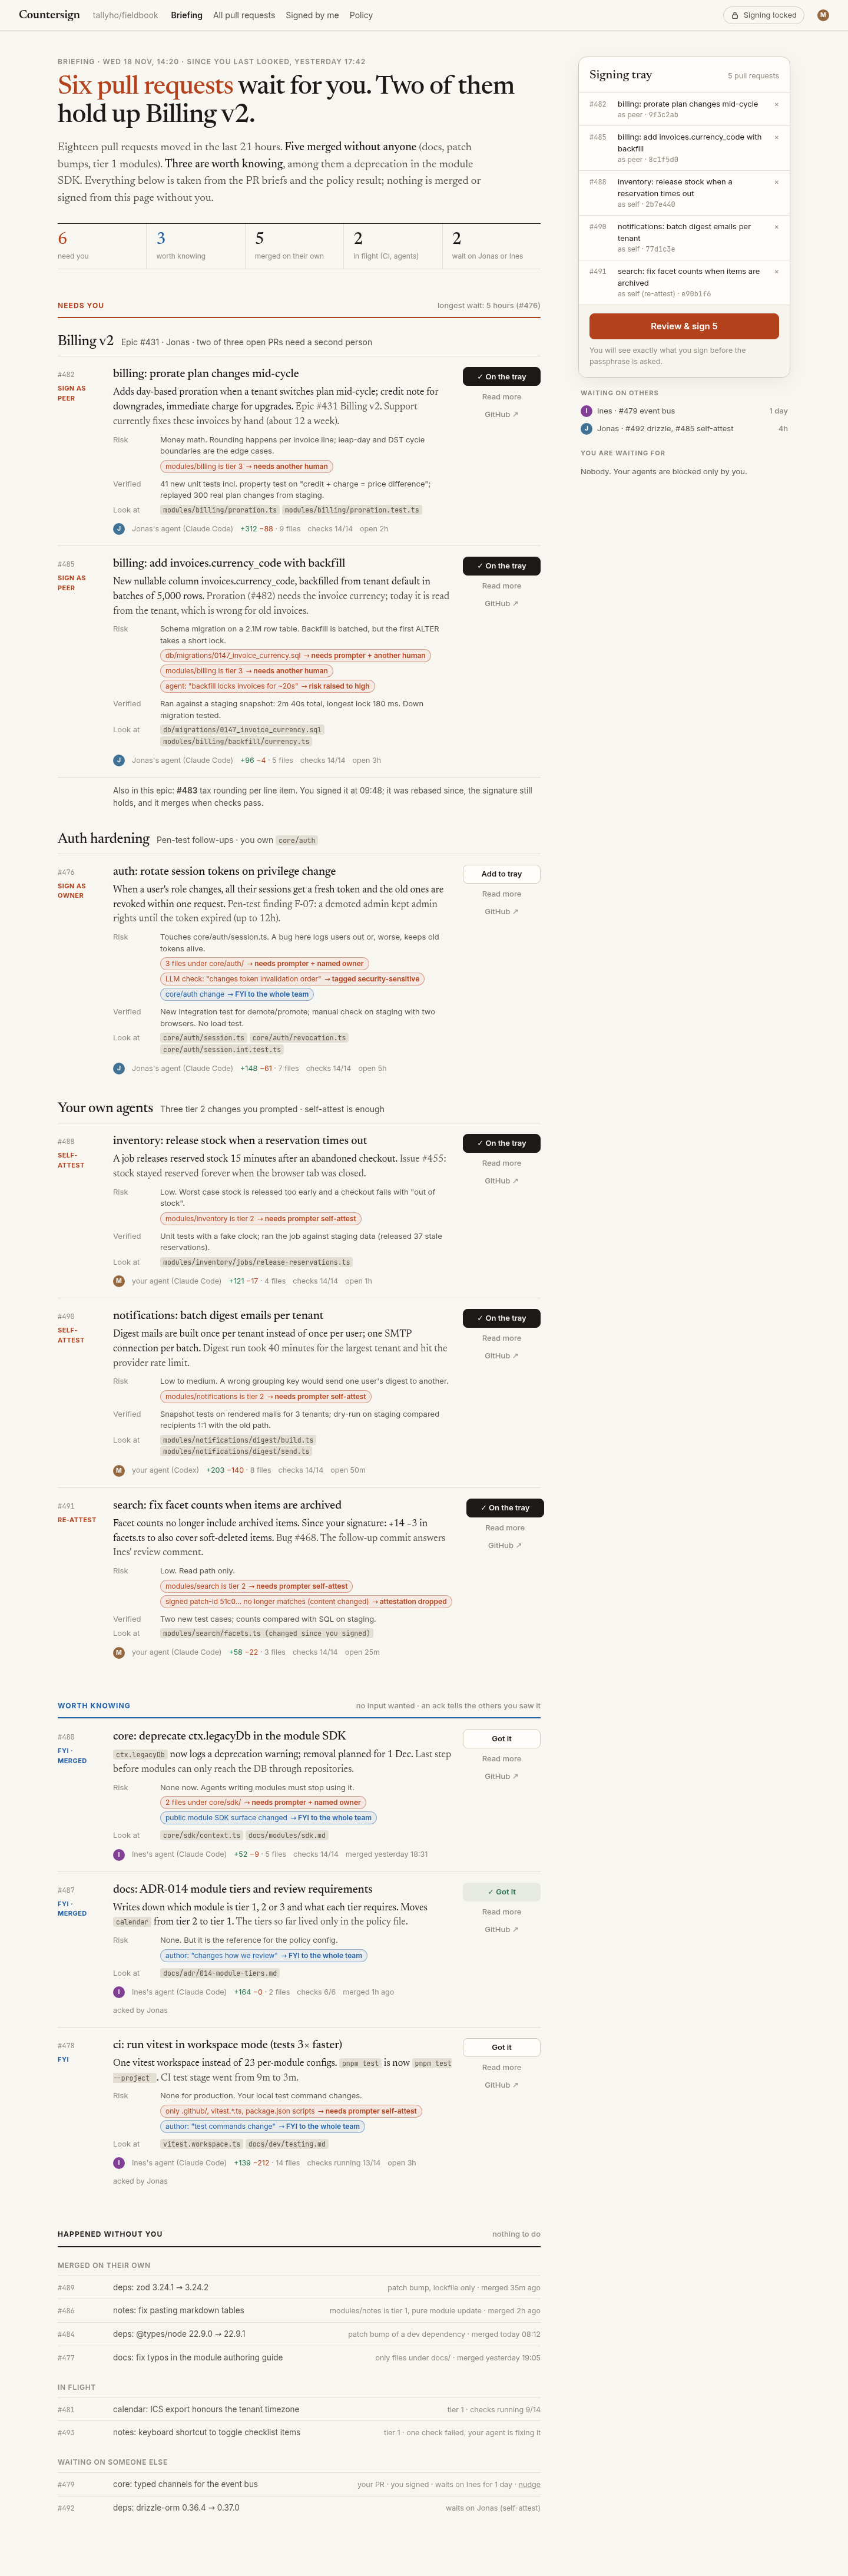 Countersign tallyho/fieldbook Briefing All pull requests Signed by me Policy Signing locked M
BRIEFING · WED 18 NOV, 14:20 · SINCE YOU LAST LOOKED, YESTERDAY 17:42
Six pull requests wait for you. Two of them
hold up Billing v2.
Eighteen pull requests moved in the last 21 hours. Five merged without anyone (docs, patch
bumps, tier 1 modules). Three are worth knowing, among them a deprecation in the module
SDK. Everything below is taken from the PR briefs and the policy result; nothing is merged or
signed from this page without you.
6 3 5 2 2
need you worth knowing merged on their own in flight (CI, agents) wait on Jonas or Ines
NEEDS YOU longest wait: 5 hours (#476)
Billing v2 Epic #431 · Jonas · two of three open PRs need a second person
#482 billing: prorate plan changes mid-cycle ✓ On the tray
SIGN AS
PEER
Adds day-based proration when a tenant switches plan mid-cycle; credit note for
downgrades, immediate charge for upgrades. Epic #431 Billing v2. Support
currently fixes these invoices by hand (about 12 a week).
Read more
GitHub ↗
Risk Money math. Rounding happens per invoice line; leap-day and DST cycle
boundaries are the edge cases.
modules/billing is tier 3 → needs another human
Verified 41 new unit tests incl. property test on "credit + charge = price difference";
replayed 300 real plan changes from staging.
Look at modules/billing/proration.ts modules/billing/proration.test.ts
J Jonas's agent (Claude Code) +312 −88 · 9 files checks 14/14 open 2h
#485 billing: add invoices.currency_code with backfill ✓ On the tray
SIGN AS
PEER
New nullable column invoices.currency_code, backfilled from tenant default in
batches of 5,000 rows. Proration (#482) needs the invoice currency; today it is read
from the tenant, which is wrong for old invoices.
Read more
GitHub ↗
Risk Schema migration on a 2.1M row table. Backfill is batched, but the first ALTER
takes a short lock.
db/migrations/0147_invoice_currency.sql → needs prompter + another human
modules/billing is tier 3 → needs another human
agent: "backfill locks invoices for ~20s" → risk raised to high
Verified Ran against a staging snapshot: 2m 40s total, longest lock 180 ms. Down
migration tested.
Look at db/migrations/0147_invoice_currency.sql
modules/billing/backfill/currency.ts
J Jonas's agent (Claude Code) +96 −4 · 5 files checks 14/14 open 3h
Also in this epic: #483 tax rounding per line item. You signed it at 09:48; it was rebased since, the signature still
holds, and it merges when checks pass.
Auth hardening Pen-test follow-ups · you own core/auth
#476 auth: rotate session tokens on privilege change Add to tray
SIGN AS
OWNER
When a user's role changes, all their sessions get a fresh token and the old ones are
revoked within one request. Pen-test finding F-07: a demoted admin kept admin
rights until the token expired (up to 12h).
Read more
GitHub ↗
Risk Touches core/auth/session.ts. A bug here logs users out or, worse, keeps old
tokens alive.
3 files under core/auth/ → needs prompter + named owner
LLM check: "changes token invalidation order" → tagged security-sensitive
core/auth change → FYI to the whole team
Verified New integration test for demote/promote; manual check on staging with two
browsers. No load test.
Look at core/auth/session.ts core/auth/revocation.ts
core/auth/session.int.test.ts
J Jonas's agent (Claude Code) +148 −61 · 7 files checks 14/14 open 5h
Your own agents Three tier 2 changes you prompted · self-attest is enough
#488 inventory: release stock when a reservation times out ✓ On the tray
SELF-
ATTEST
A job releases reserved stock 15 minutes after an abandoned checkout. Issue #455:
stock stayed reserved forever when the browser tab was closed.
Read more
GitHub ↗
Risk Low. Worst case stock is released too early and a checkout fails with "out of
stock".
modules/inventory is tier 2 → needs prompter self-attest
Verified Unit tests with a fake clock; ran the job against staging data (released 37 stale
reservations).
Look at modules/inventory/jobs/release-reservations.ts
M your agent (Claude Code) +121 −17 · 4 files checks 14/14 open 1h
#490 notifications: batch digest emails per tenant ✓ On the tray
SELF-
ATTEST
Digest mails are built once per tenant instead of once per user; one SMTP
connection per batch. Digest run took 40 minutes for the largest tenant and hit the
provider rate limit.
Read more
GitHub ↗
Risk Low to medium. A wrong grouping key would send one user's digest to another.
modules/notifications is tier 2 → needs prompter self-attest
Verified Snapshot tests on rendered mails for 3 tenants; dry-run on staging compared
recipients 1:1 with the old path.
Look at modules/notifications/digest/build.ts
modules/notifications/digest/send.ts
M your agent (Codex) +203 −140 · 8 files checks 14/14 open 50m
#491 search: fix facet counts when items are archived ✓ On the tray
RE-ATTEST
Facet counts no longer include archived items. Since your signature: +14 −3 in
facets.ts to also cover soft-deleted items. Bug #468. The follow-up commit answers
Ines' review comment.
Read more
GitHub ↗
Risk Low. Read path only.
modules/search is tier 2 → needs prompter self-attest
signed patch-id 51c0… no longer matches (content changed) → attestation dropped
Verified Two new test cases; counts compared with SQL on staging.
Look at modules/search/facets.ts (changed since you signed)
M your agent (Claude Code) +58 −22 · 3 files checks 14/14 open 25m
WORTH KNOWING no input wanted · an ack tells the others you saw it
#480 core: deprecate ctx.legacyDb in the module SDK Got it
FYI ·
MERGED
ctx.legacyDb now logs a deprecation warning; removal planned for 1 Dec. Last step
before modules can only reach the DB through repositories.
Read more
GitHub ↗
Risk None now. Agents writing modules must stop using it.
2 files under core/sdk/ → needs prompter + named owner
public module SDK surface changed → FYI to the whole team
Look at core/sdk/context.ts docs/modules/sdk.md
I Ines's agent (Claude Code) +52 −9 · 5 files checks 14/14 merged yesterday 18:31
#487 docs: ADR-014 module tiers and review requirements ✓ Got it
FYI ·
MERGED
Writes down which module is tier 1, 2 or 3 and what each tier requires. Moves
calendar from tier 2 to tier 1. The tiers so far lived only in the policy file.
Read more
GitHub ↗
Risk None. But it is the reference for the policy config.
author: "changes how we review" → FYI to the whole team
Look at docs/adr/014-module-tiers.md
I Ines's agent (Claude Code) +164 −0 · 2 files checks 6/6 merged 1h ago
acked by Jonas
#478 ci: run vitest in workspace mode (tests 3× faster) Got it
FYI
One vitest workspace instead of 23 per-module configs. pnpm test is now pnpm test
--project . CI test stage went from 9m to 3m.
Read more
GitHub ↗
Risk None for production. Your local test command changes.
only .github/, vitest.*.ts, package.json scripts → needs prompter self-attest
author: "test commands change" → FYI to the whole team
Look at vitest.workspace.ts docs/dev/testing.md
I Ines's agent (Claude Code) +139 −212 · 14 files checks running 13/14 open 3h
acked by Jonas
HAPPENED WITHOUT YOU nothing to do
MERGED ON THEIR OWN
#489 deps: zod 3.24.1 → 3.24.2 patch bump, lockfile only · merged 35m ago
#486 notes: fix pasting markdown tables modules/notes is tier 1, pure module update · merged 2h ago
#484 deps: @types/node 22.9.0 → 22.9.1 patch bump of a dev dependency · merged today 08:12
#477 docs: fix typos in the module authoring guide only files under docs/ · merged yesterday 19:05
IN FLIGHT
#481 calendar: ICS export honours the tenant timezone tier 1 · checks running 9/14
#493 notes: keyboard shortcut to toggle checklist items tier 1 · one check failed, your agent is fixing it
WAITING ON SOMEONE ELSE
#479 core: typed channels for the event bus your PR · you signed · waits on Ines for 1 day · nudge
#492 deps: drizzle-orm 0.36.4 → 0.37.0 waits on Jonas (self-attest)
Signing tray 5 pull requests
#482 billing: prorate plan changes mid-cycle ×
as peer · 9f3c2ab
#485 billing: add invoices.currency_code with ×
backfill
as peer · 8c1f5d0
#488 inventory: release stock when a ×
reservation times out
as self · 2b7e440
#490 notifications: batch digest emails per ×
tenant
as self · 77d1c3e
#491 search: fix facet counts when items are ×
archived
as self (re-attest) · e90b1f6
Review & sign 5
You will see exactly what you sign before the
passphrase is asked.
WAITING ON OTHERS
I Ines · #479 event bus 1 day
J Jonas · #492 drizzle, #485 self-attest 4h
YOU ARE WAITING FOR
Nobody. Your agents are blocked only by you.